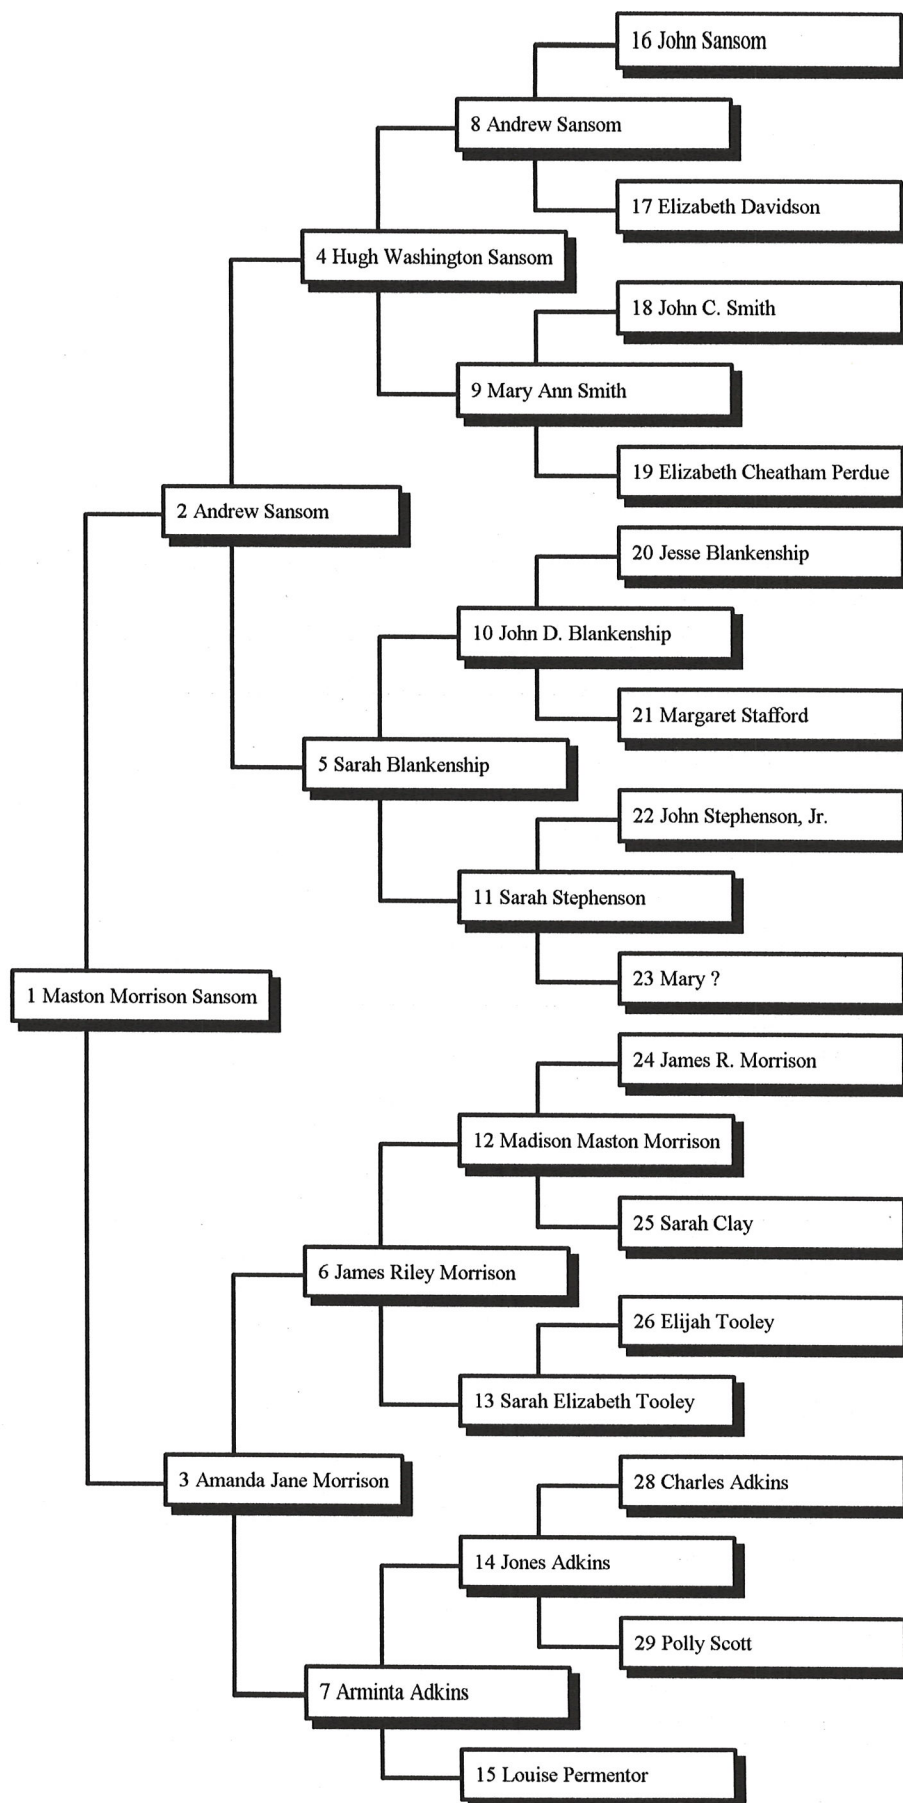 16 John Sansom
8 Andrew Sansom
17 Elizabeth Davidson
4 Hugh Washington Sansom
18 John C. Smith
9 Mary Ann Smith
19 Elizabeth Cheatham Perdue
2 Andrew Sansom
20 Jesse Blankenship
10 John D. Blankenship
21 Margaret Stafford
5 Sarah Blankenship
22 John Stephenson, Jr.
11 Sarah Stephenson
23 Mary ?
1 Maston Morrison Sansom
24 James R. Morrison
12 Madison Maston Morrison
25 Sarah Clay
6 James Riley Morrison
26 Elijah Tooley
13 Sarah Elizabeth Tooley
3 Amanda Jane Morrison
28 Charles Adkins
14 Jones Adkins
29 Polly Scott
7 Arminta Adkins
15 Louise Permentor